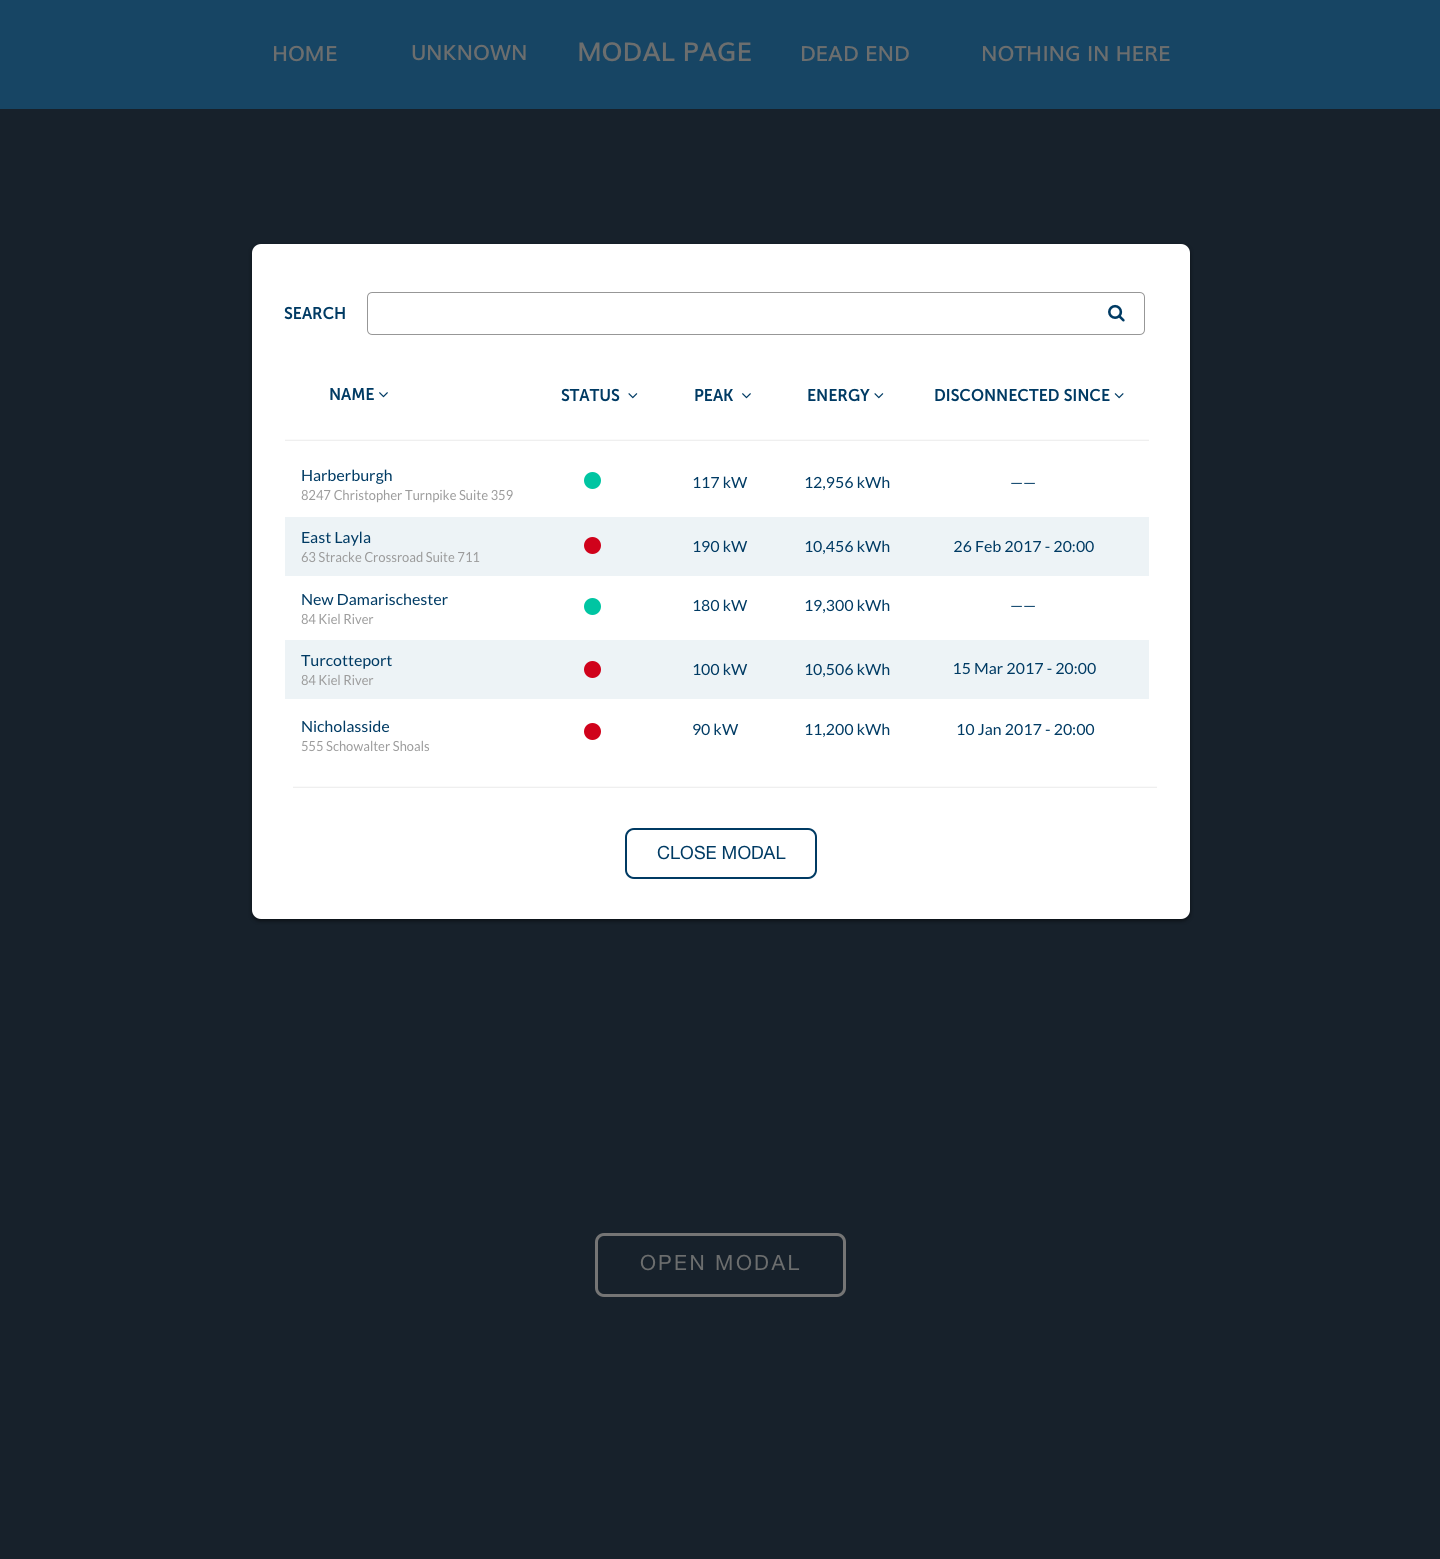 HOME UNKNOWN MODAL PAGE DEAD END NOTHING IN HERE
SEARCH
NAME STATUS PEAK ENERGY DISCONNECTED SINCE
Harberburgh
8247 Christopher Turnpike Suite 359
117 kW 12,956 kWh ——
East Layla
63 Stracke Crossroad Suite 711
190 kW 10,456 kWh 26 Feb 2017 - 20:00
New Damarischester
84 Kiel River
180 kW 19,300 kWh ——
Turcotteport
84 Kiel River
100 kW 10,506 kWh 15 Mar 2017 - 20:00
Nicholasside
555 Schowalter Shoals
90 kW 11,200 kWh 10 Jan 2017 - 20:00
CLOSE MODAL
OPEN MODAL